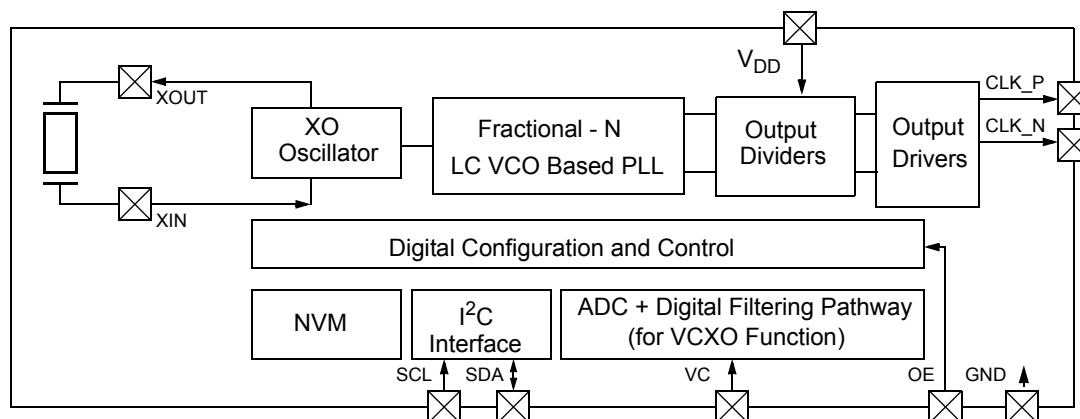 V_DD
XOUT
XO
Oscillator
Fractional - N
LC VCO Based PLL
Output
Dividers
Output
Drivers
CLK_P
CLK_N
XIN
Digital Configuration and Control
NVM
I²C
Interface
ADC + Digital Filtering Pathway
(for VCXO Function)
SCL
SDA
VC
OE
GND